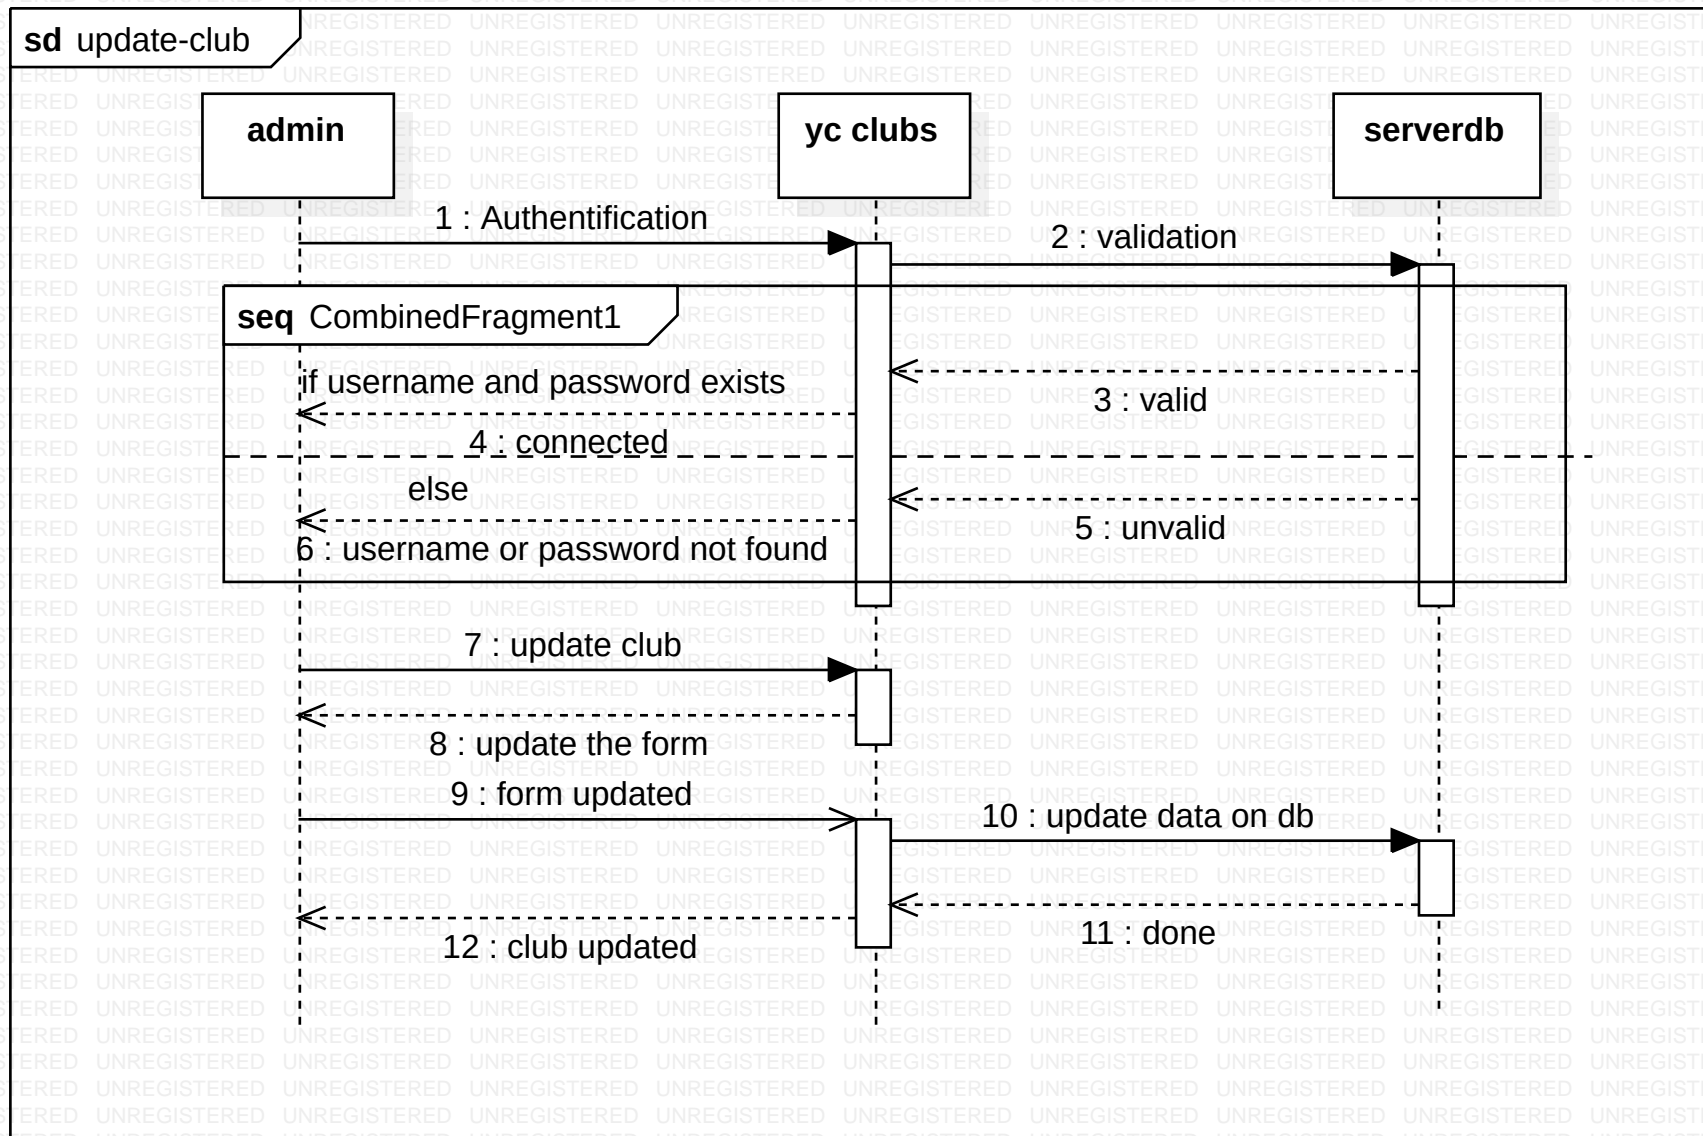 sd update-club
admin
yc clubs
serverdb
1 : Authentification
2 : validation
seq CombinedFragment1
if username and password exists
3 : valid
4 : connected
else
5 : unvalid
6 : username or password not found
7 : update club
8 : update the form
9 : form updated
10 : update data on db
11 : done
12 : club updated
UNREGISTERED